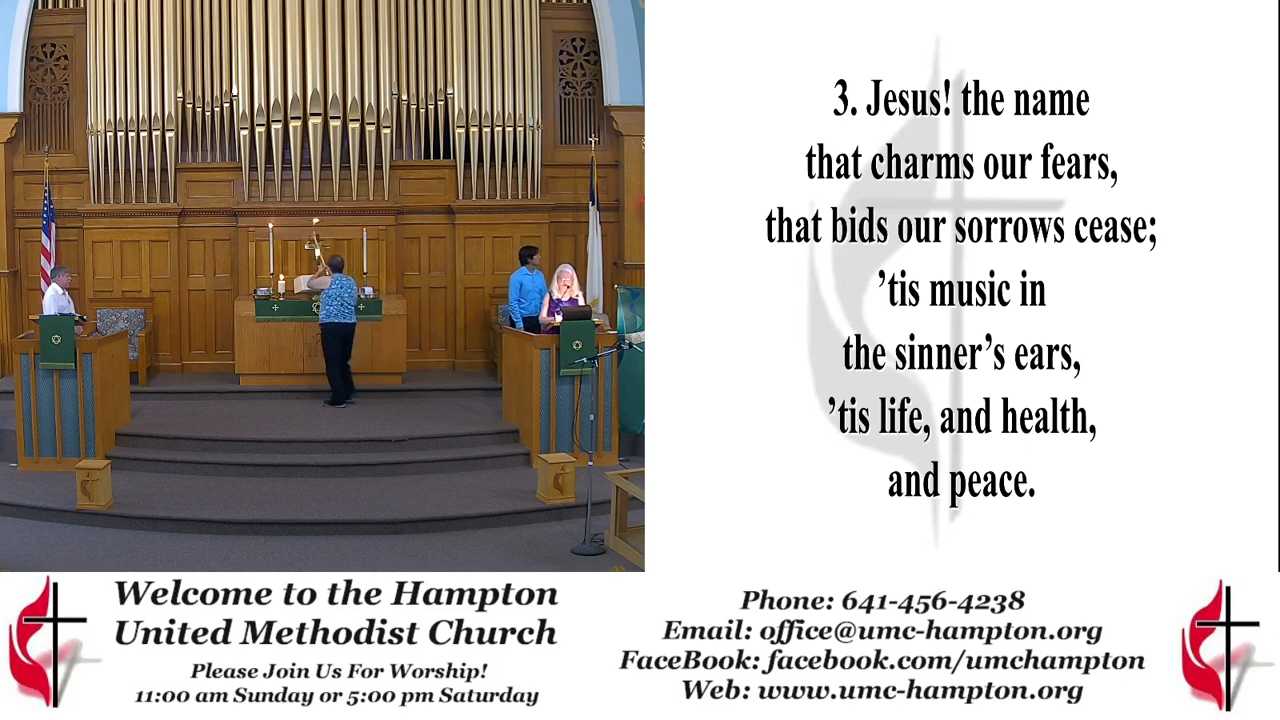 3. Jesus! the name
that charms our fears,
that bids our sorrows cease;
’tis music in
the sinner’s ears,
’tis life, and health,
and peace.
Welcome to the Hampton
United Methodist Church
Please Join Us For Worship!
11:00 am Sunday or 5:00 pm Saturday
Phone: 641-456-4238
Email: office@umc-hampton.org
FaceBook: facebook.com/umchampton
Web: www.umc-hampton.org